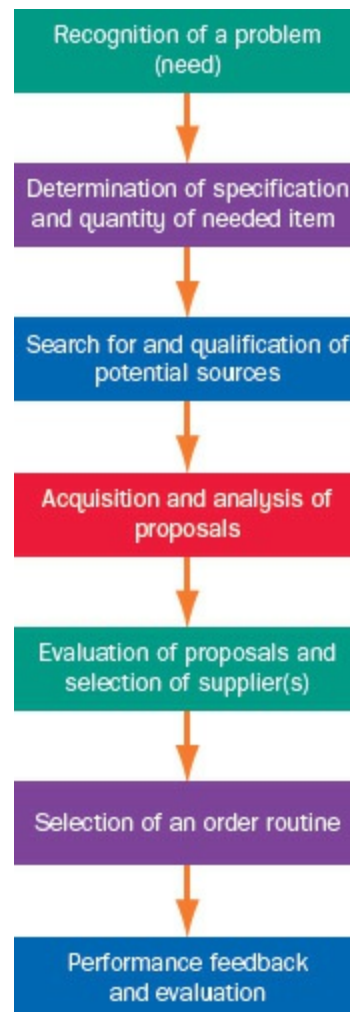 Recognition of a problem
(need)
Determination of specification
and quantity of needed item
Search for and qualification of
potential sources
Acquisition and analysis of
proposals
Evaluation of proposals and
selection of supplier(s)
Selection of an order routine
Performance feedback
and evaluation